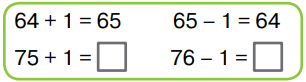 64 + 1 = 65 65 − 1 = 64
75 + 1 = 76 − 1 =